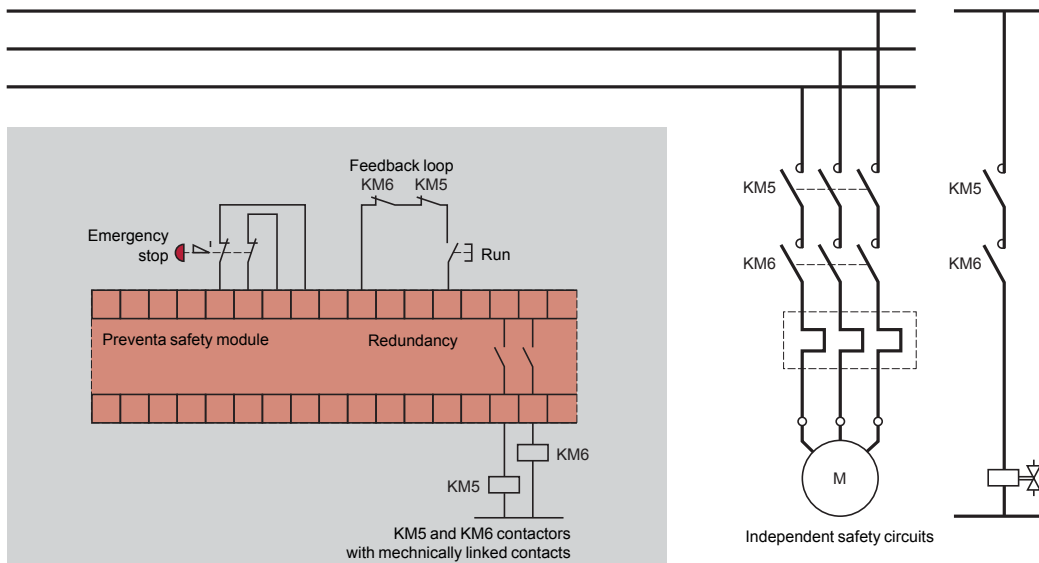 Feedback loop
KM6 KM5
Emergency
stop
Run
Preventa safety module
Redundancy
KM6
KM5
KM5 and KM6 contactors
with mechnically linked contacts
KM5
KM6
M
Independent safety circuits
KM5
KM6